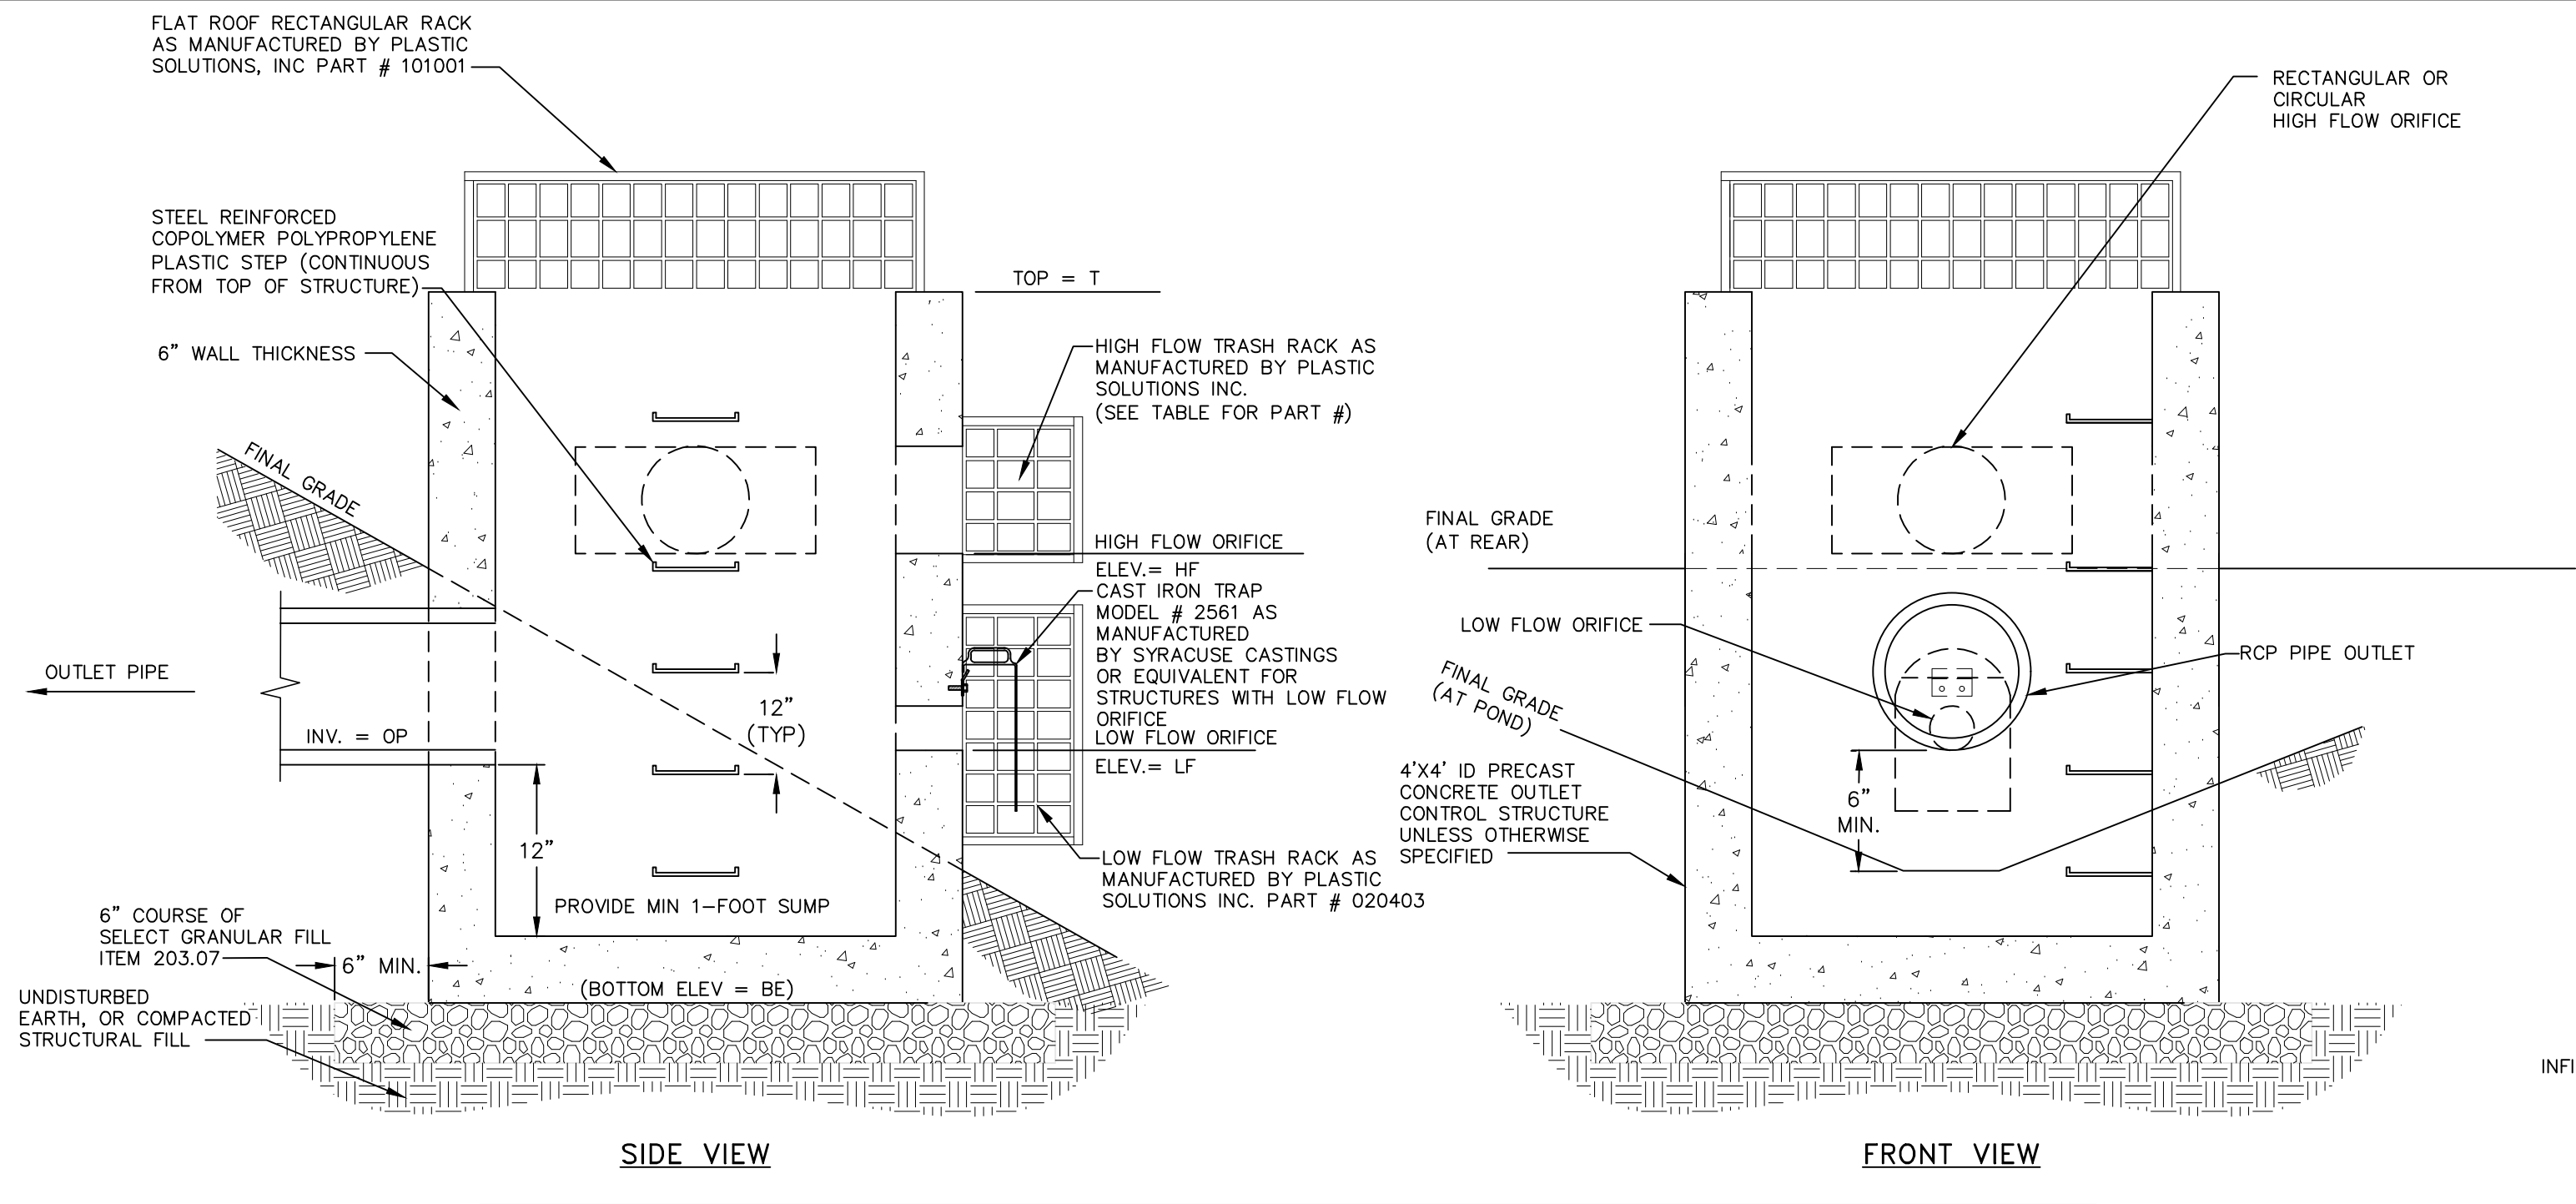 FLAT ROOF RECTANGULAR RACK
AS MANUFACTURED BY PLASTIC
SOLUTIONS, INC PART # 101001
STEEL REINFORCED
COPOLYMER POLYPROPYLENE
PLASTIC STEP (CONTINUOUS
FROM TOP OF STRUCTURE)
6" WALL THICKNESS
FINAL GRADE
OUTLET PIPE
INV. = OP
12"
12"
(TYP)
PROVIDE MIN 1-FOOT SUMP
(BOTTOM ELEV = BE)
6" COURSE OF
SELECT GRANULAR FILL
ITEM 203.07
6" MIN.
UNDISTURBED
EARTH, OR COMPACTED
STRUCTURAL FILL
TOP = T
HIGH FLOW TRASH RACK AS
MANUFACTURED BY PLASTIC
SOLUTIONS INC.
(SEE TABLE FOR PART #)
HIGH FLOW ORIFICE
ELEV.= HF
CAST IRON TRAP
MODEL # 2561 AS
MANUFACTURED
BY SYRACUSE CASTINGS
OR EQUIVALENT FOR
STRUCTURES WITH LOW FLOW
ORIFICE
LOW FLOW ORIFICE
ELEV.= LF
LOW FLOW TRASH RACK AS
MANUFACTURED BY PLASTIC
SOLUTIONS INC. PART # 020403
SIDE VIEW
RECTANGULAR OR
CIRCULAR
HIGH FLOW ORIFICE
FINAL GRADE
(AT REAR)
LOW FLOW ORIFICE
FINAL GRADE
(AT POND)
RCP PIPE OUTLET
4'X4' ID PRECAST
CONCRETE OUTLET
CONTROL STRUCTURE
UNLESS OTHERWISE
SPECIFIED
6"
MIN.
INFI
FRONT VIEW